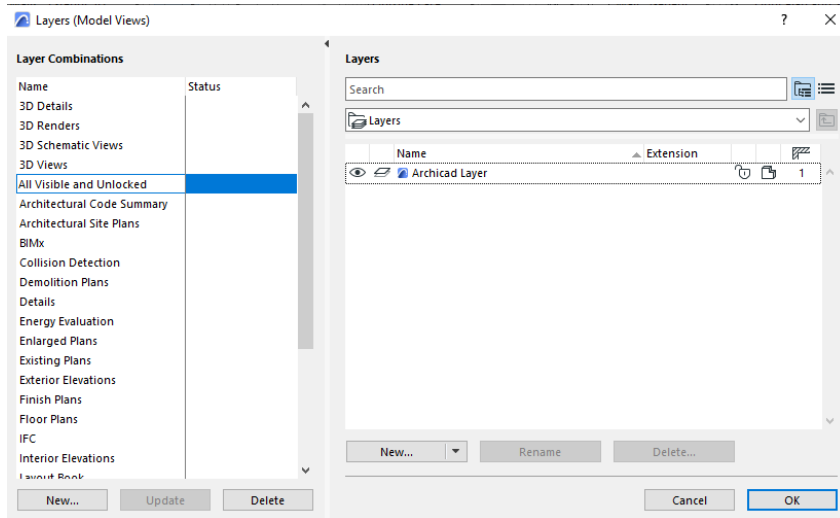 Layers (Model Views)
?
Layer Combinations
Name Status
3D Details
3D Renders
3D Schematic Views
3D Views
All Visible and Unlocked
Architectural Code Summary
Architectural Site Plans
BIMx
Collision Detection
Demolition Plans
Details
Energy Evaluation
Enlarged Plans
Existing Plans
Exterior Elevations
Finish Plans
Floor Plans
IFC
Interior Elevations
Layout Book
New... Update Delete
Layers
Search
Layers
Name Extension
Archicad Layer 1
New... Rename Delete...
Cancel OK